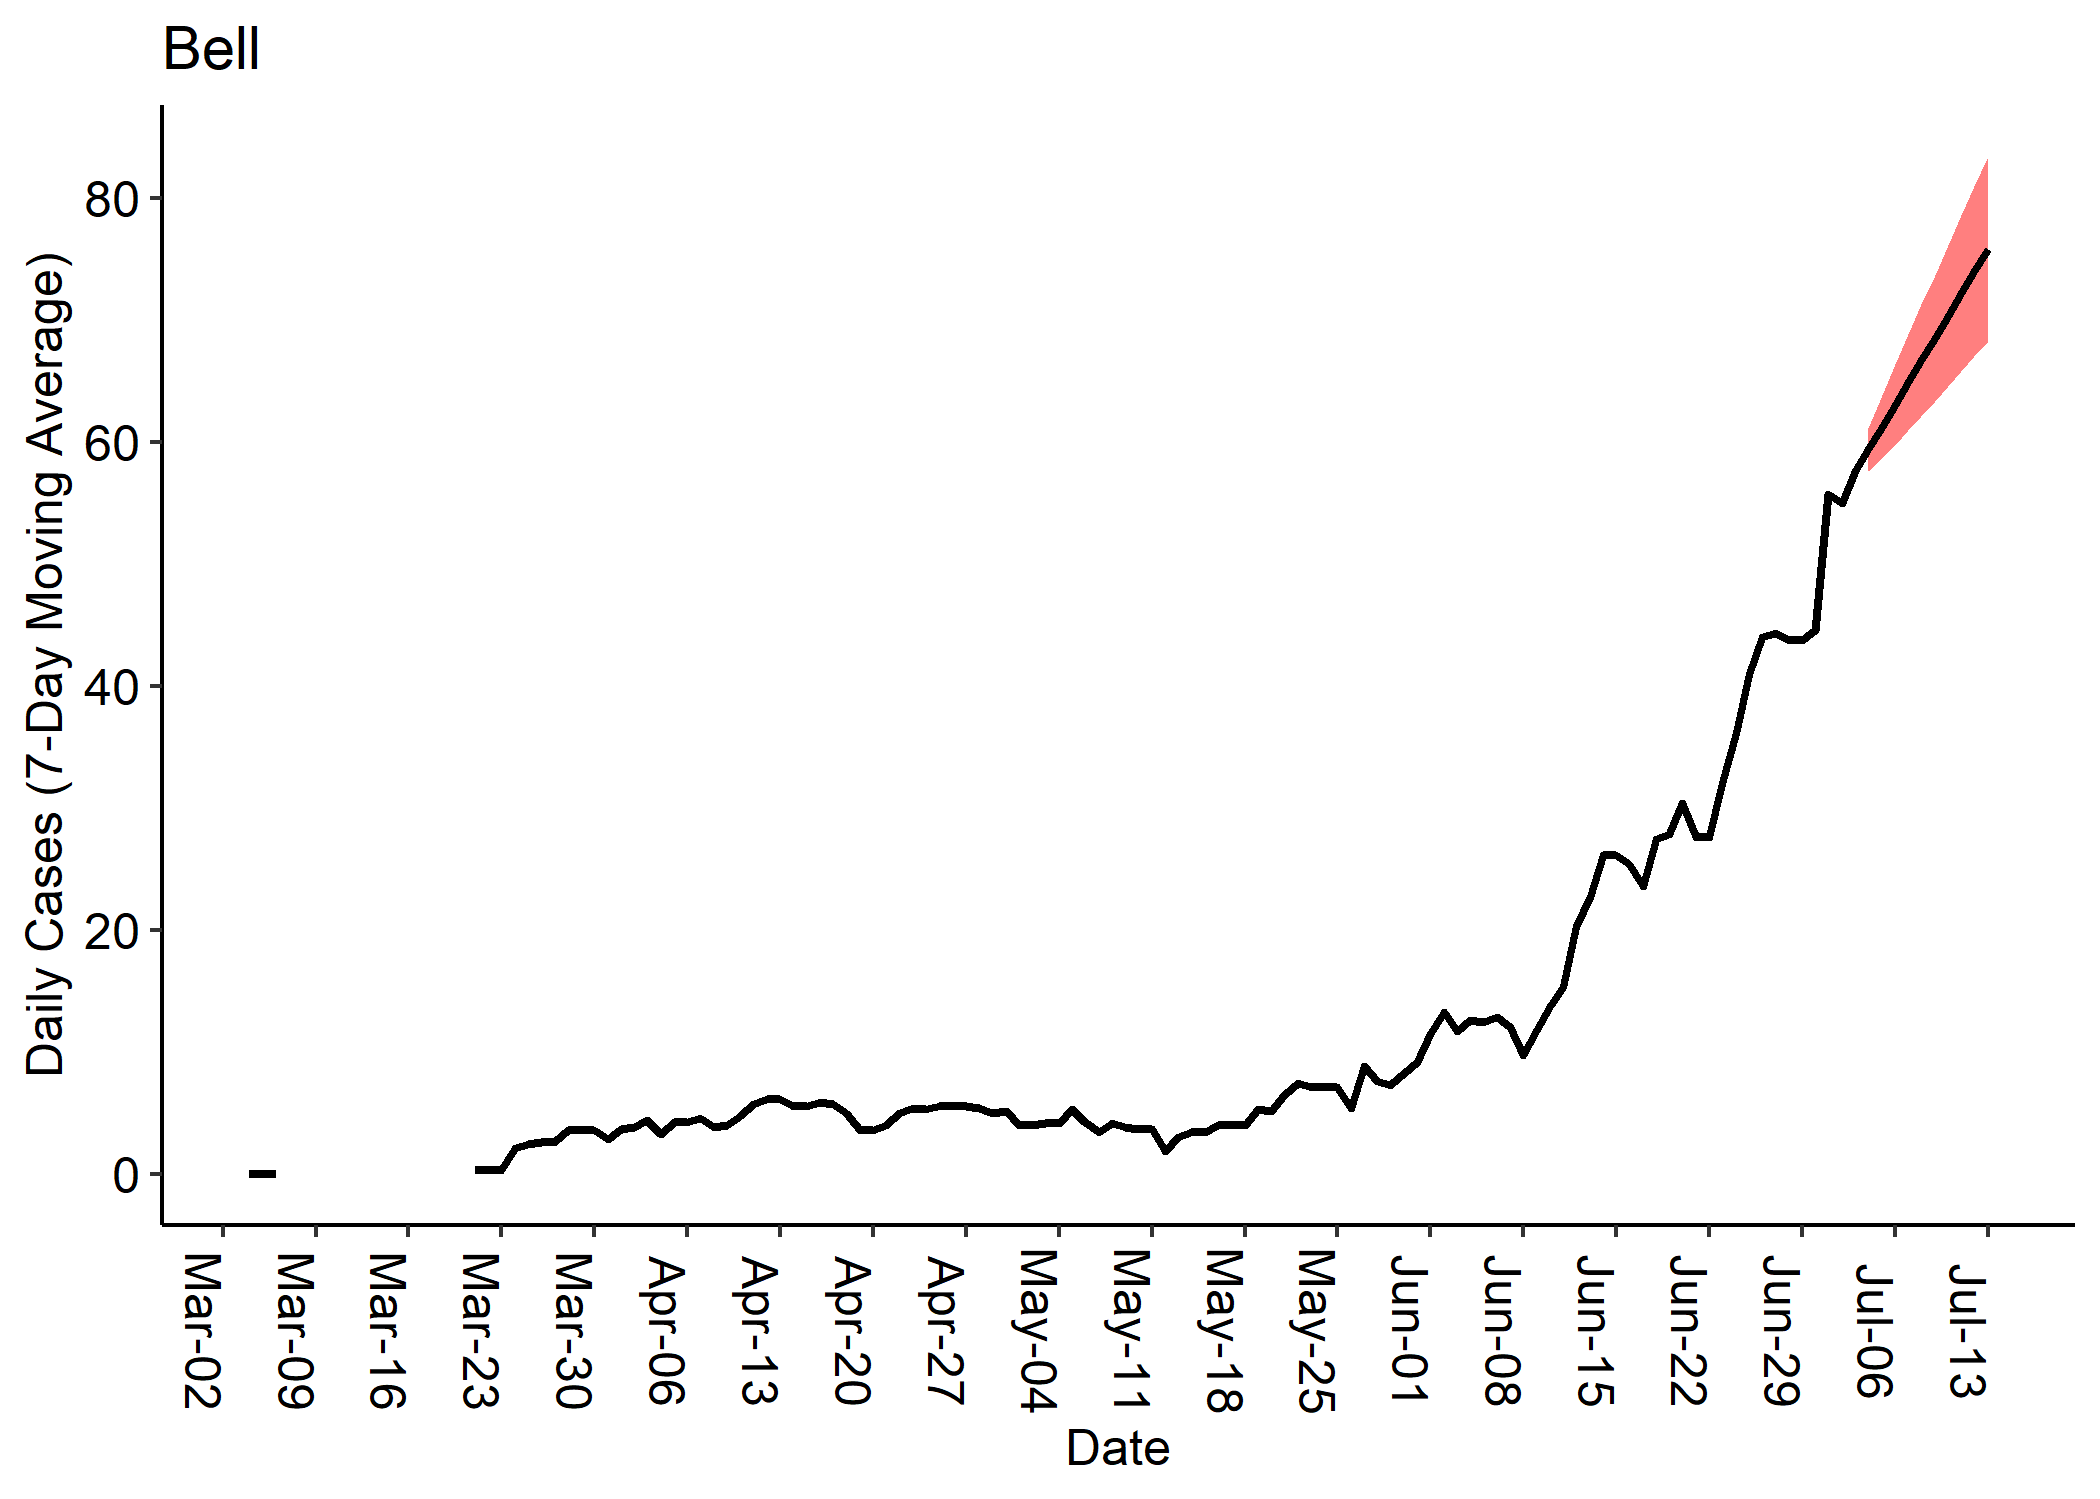 Bell
Daily Cases (7-Day Moving Average)
80
60
40
20
0
Mar-02
Mar-09
Mar-16
Mar-23
Mar-30
Apr-06
Apr-13
Apr-20
Apr-27
May-04
May-11
May-18
May-25
Jun-01
Jun-08
Jun-15
Jun-22
Jun-29
Jul-06
Jul-13
Date